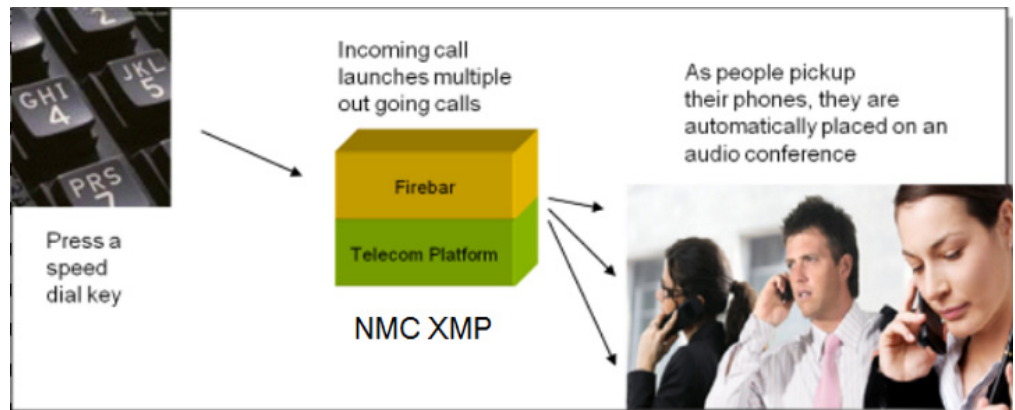 2
GHI
4
JKL
5
PRS
7
Press a
speed
dial key
Incoming call
launches multiple
out going calls
Firebar
Telecom Platform
NMC XMP
As people pickup
their phones, they are
automatically placed on an
audio conference